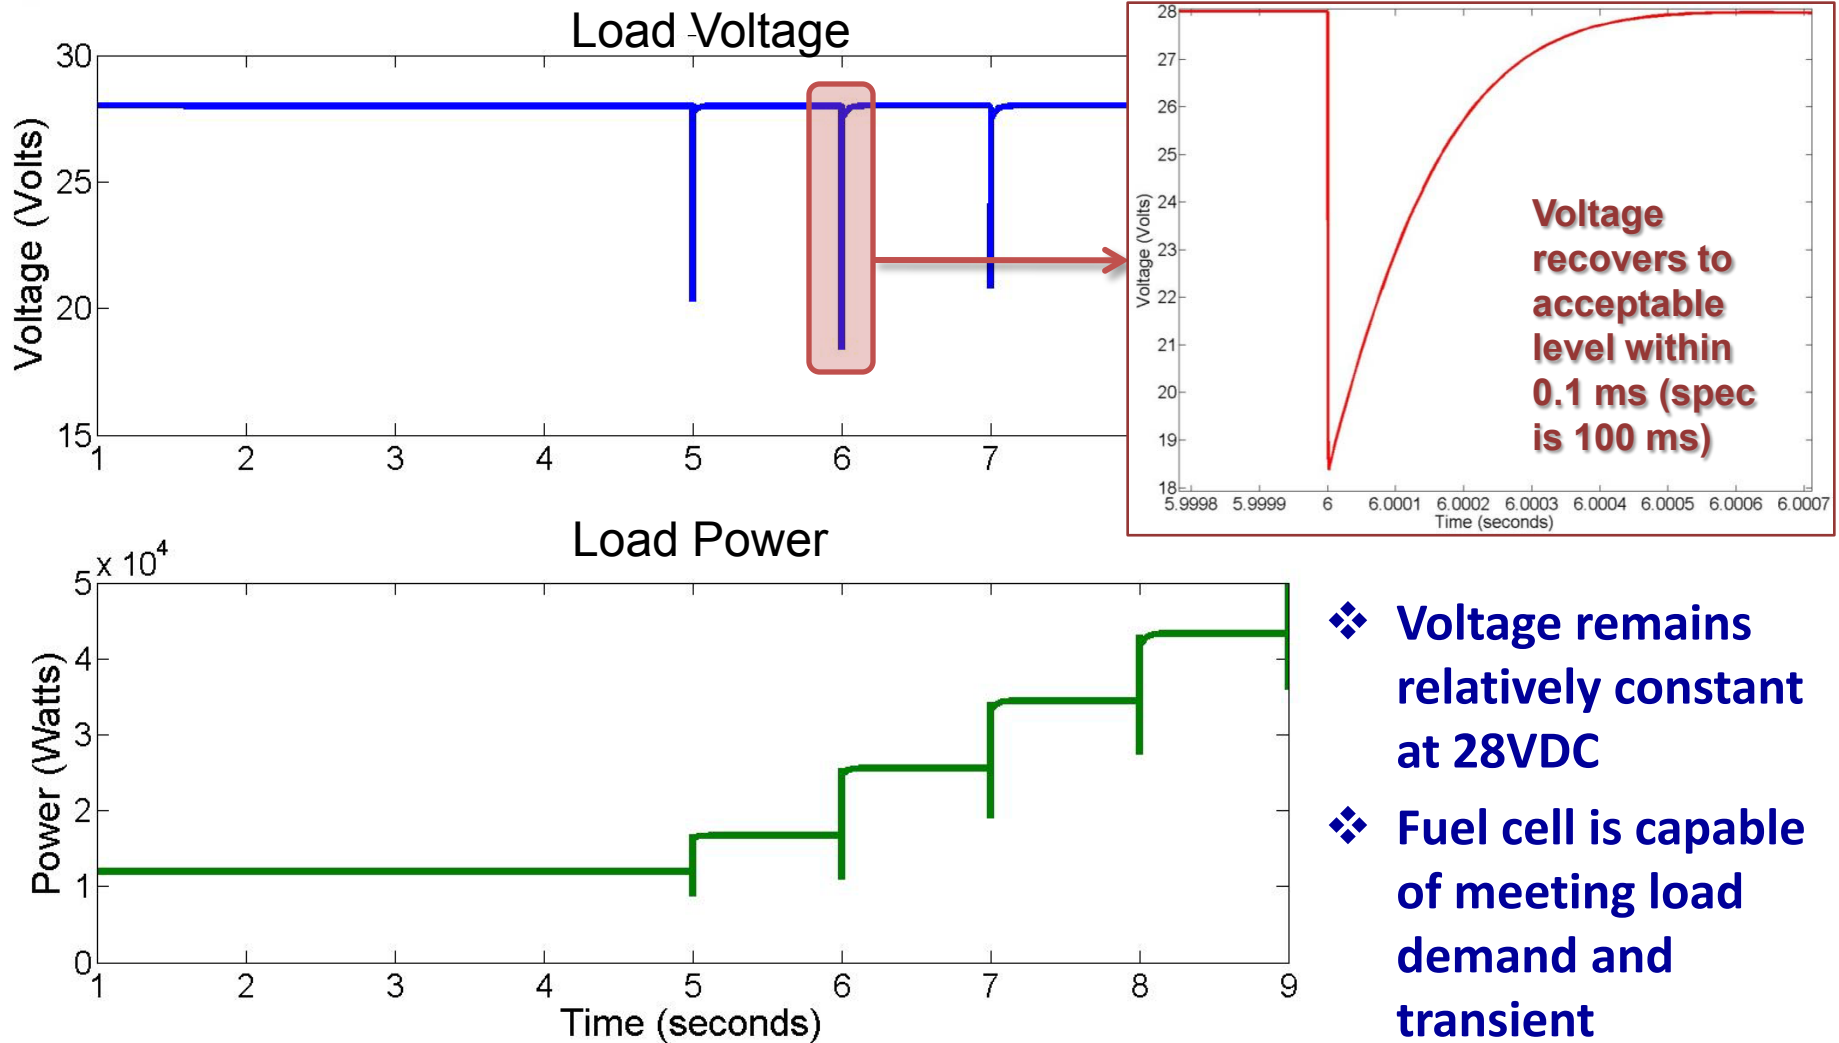 Load Voltage
30
25
20
15
Voltage (Volts)
1 2 3 4 5 6 7
28
27
26
25
24
23
22
21
20
19
18
Voltage (Volts)
5.9998 5.9999 6 6.0001 6.0002 6.0003 6.0004 6.0005 6.0006 6.0007
Time (seconds)
Voltage
recovers to
acceptable
level within
0.1 ms (spec
is 100 ms)
Load Power
x 10^4
5
4
3
2
1
0
Power (Watts)
1 2 3 4 5 6 7 8 9
Time (seconds)
❖ Voltage remains
relatively constant
at 28VDC
❖ Fuel cell is capable
of meeting load
demand and
transient